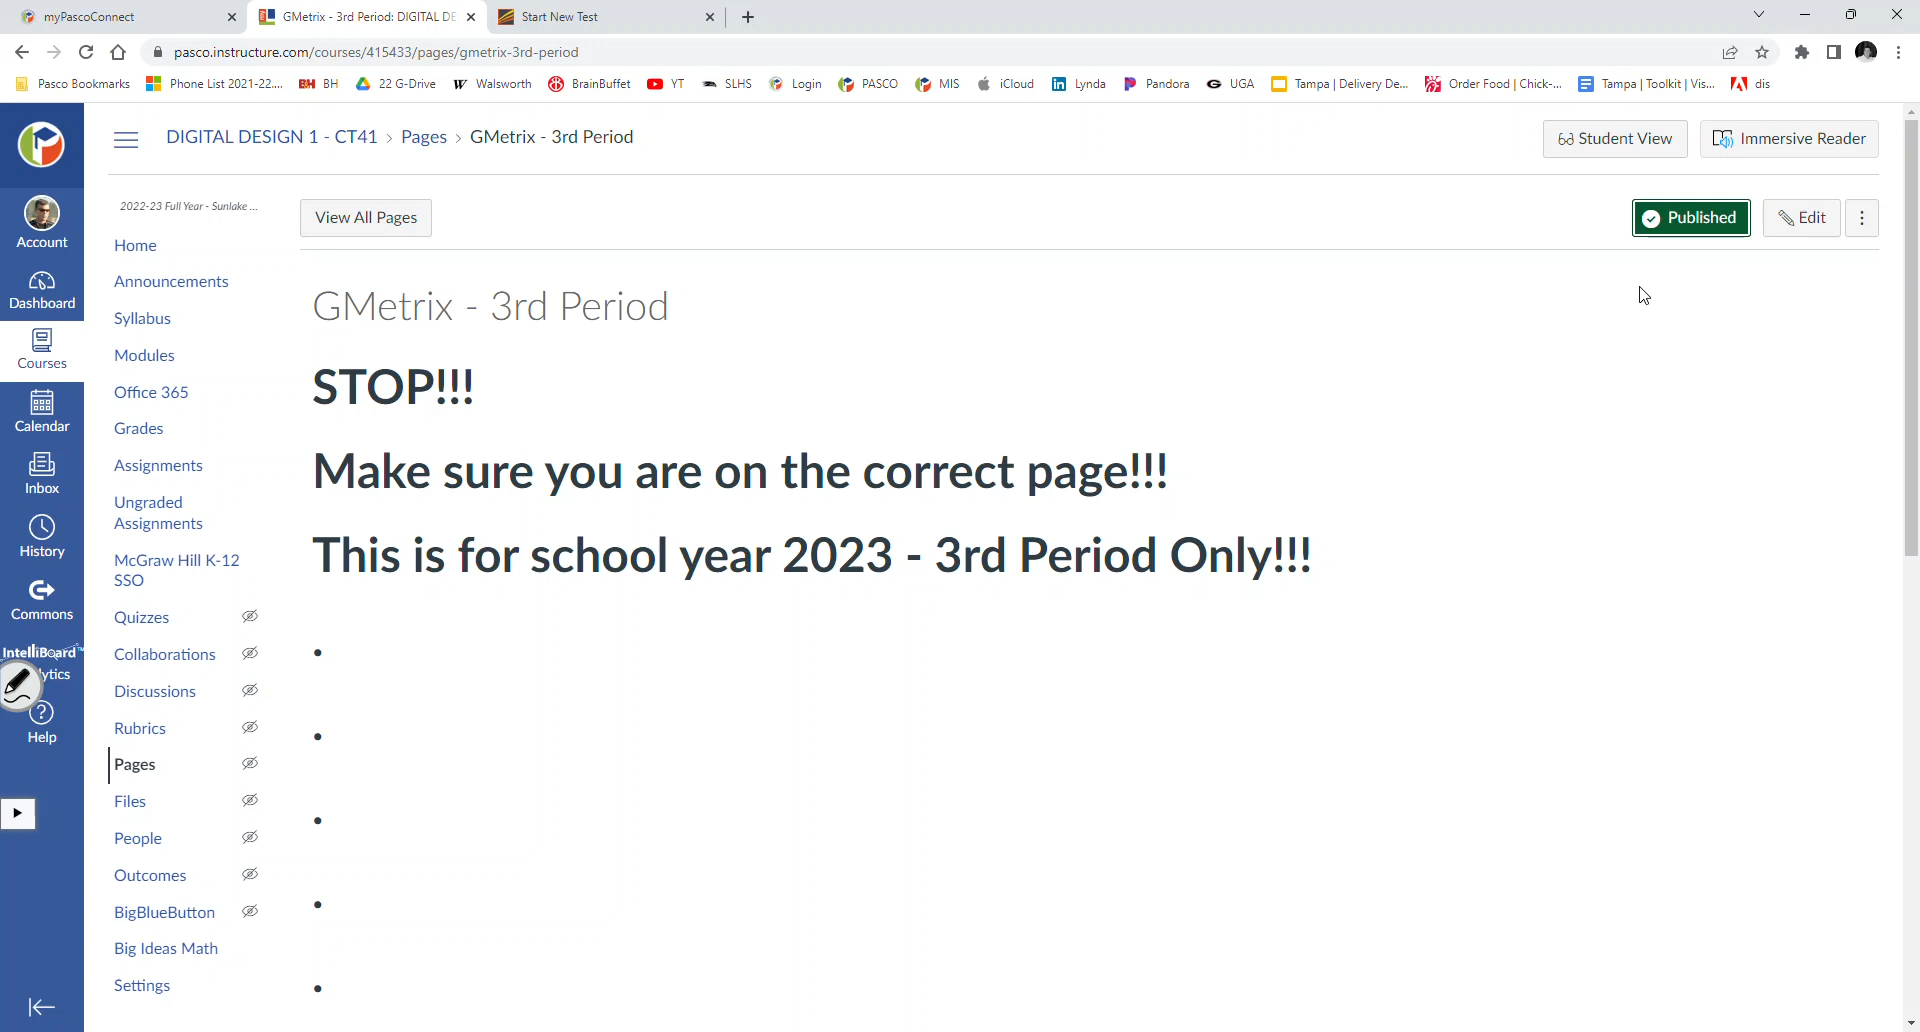 myPascoConnect
GMetrix - 3rd Period: DIGITAL DE
Start New Test
pasco.instructure.com/courses/415433/pages/gmetrix-3rd-period
Pasco Bookmarks
Phone List 2021-22....
BH BH
22 G-Drive
W Walsworth
BrainBuffet
YT
SLHS
Login
PASCO
MIS
iCloud
Lynda
Pandora
G UGA
Tampa | Delivery De...
Order Food | Chick-...
Tampa | Toolkit | Vis...
dis
DIGITAL DESIGN 1 - CT41 > Pages > GMetrix - 3rd Period
Student View
Immersive Reader
Account
Dashboard
Courses
Calendar
Inbox
History
Commons
IntelliBoard
lytics
Help
2022-23 Full Year - Sunlake ...
Home
Announcements
Syllabus
Modules
Office 365
Grades
Assignments
Ungraded
Assignments
McGraw Hill K-12
SSO
Quizzes
Collaborations
Discussions
Rubrics
Pages
Files
People
Outcomes
BigBlueButton
Big Ideas Math
Settings
View All Pages
Published
Edit
GMetrix - 3rd Period
STOP!!!
Make sure you are on the correct page!!!
This is for school year 2023 - 3rd Period Only!!!